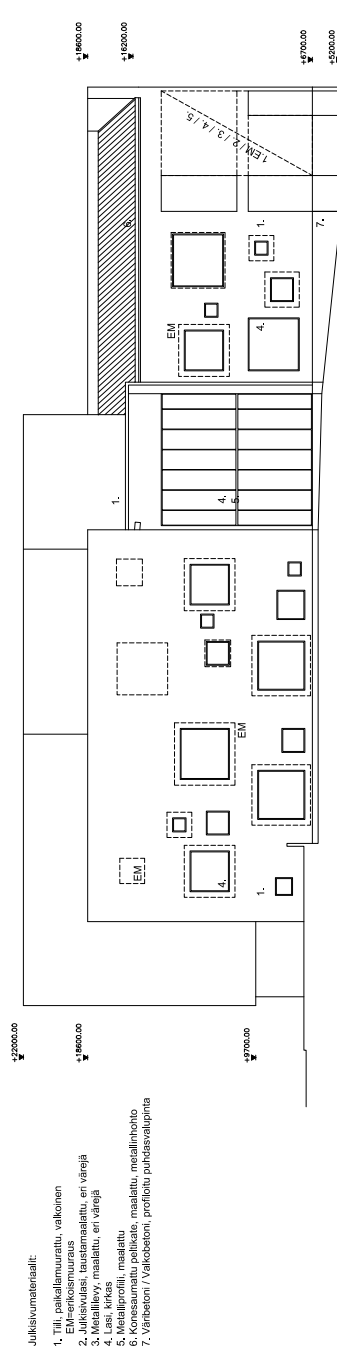 +18600.00
+16200.00
+6700.00
+5200.00
6.
1.EM / 2. / 3. / 4. / 5.
1.
7.
EM
4.
1.
4.
5.
EM
EM
4.
1.
+22000.00
+18600.00
+9700.00
Julkisivumateriaalit:
1. Tiili, paikallamuurattu, valkoinen
EM=erikoismuuraus
2. Julkisivulasi, taustamaalattu, eri värejä
3. Metallilevy, maalattu, eri värejä
4. Lasi, kirkas
5. Metalliprofiili, maalattu
6. Konesaumattu peltikate, maalattu, metallinhohto
7. Väribetoni / Valkobetoni, profiloitu puhdasvalupinta